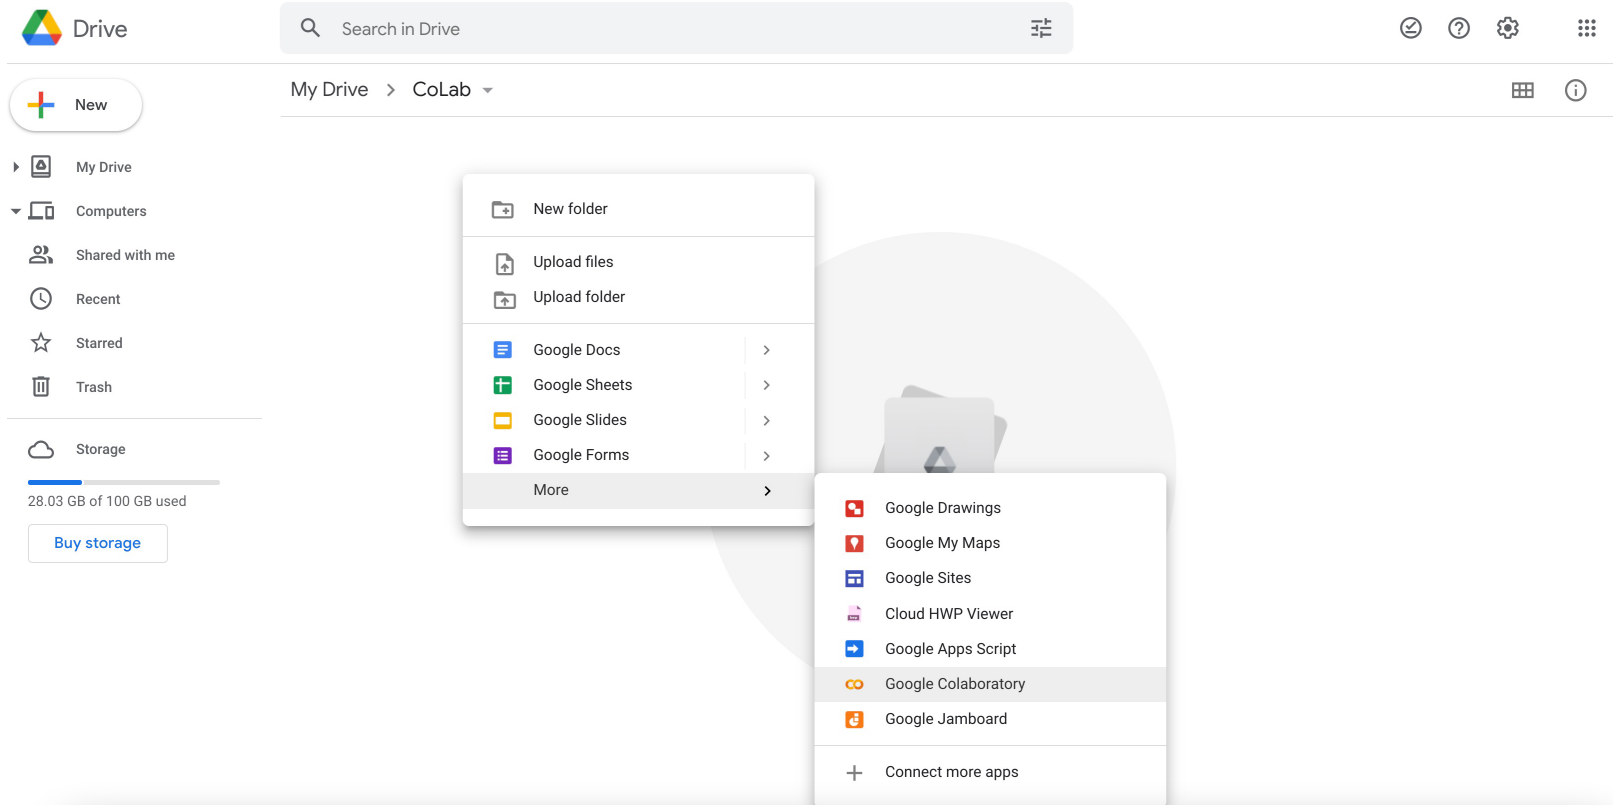 Drive
Search in Drive
New
My Drive
Computers
Shared with me
Recent
Starred
Trash
Storage
28.03 GB of 100 GB used
Buy storage
My Drive > CoLab
New folder
Upload files
Upload folder
Google Docs
Google Sheets
Google Slides
Google Forms
More
Google Drawings
Google My Maps
Google Sites
Cloud HWP Viewer
Google Apps Script
Google Colaboratory
Google Jamboard
Connect more apps